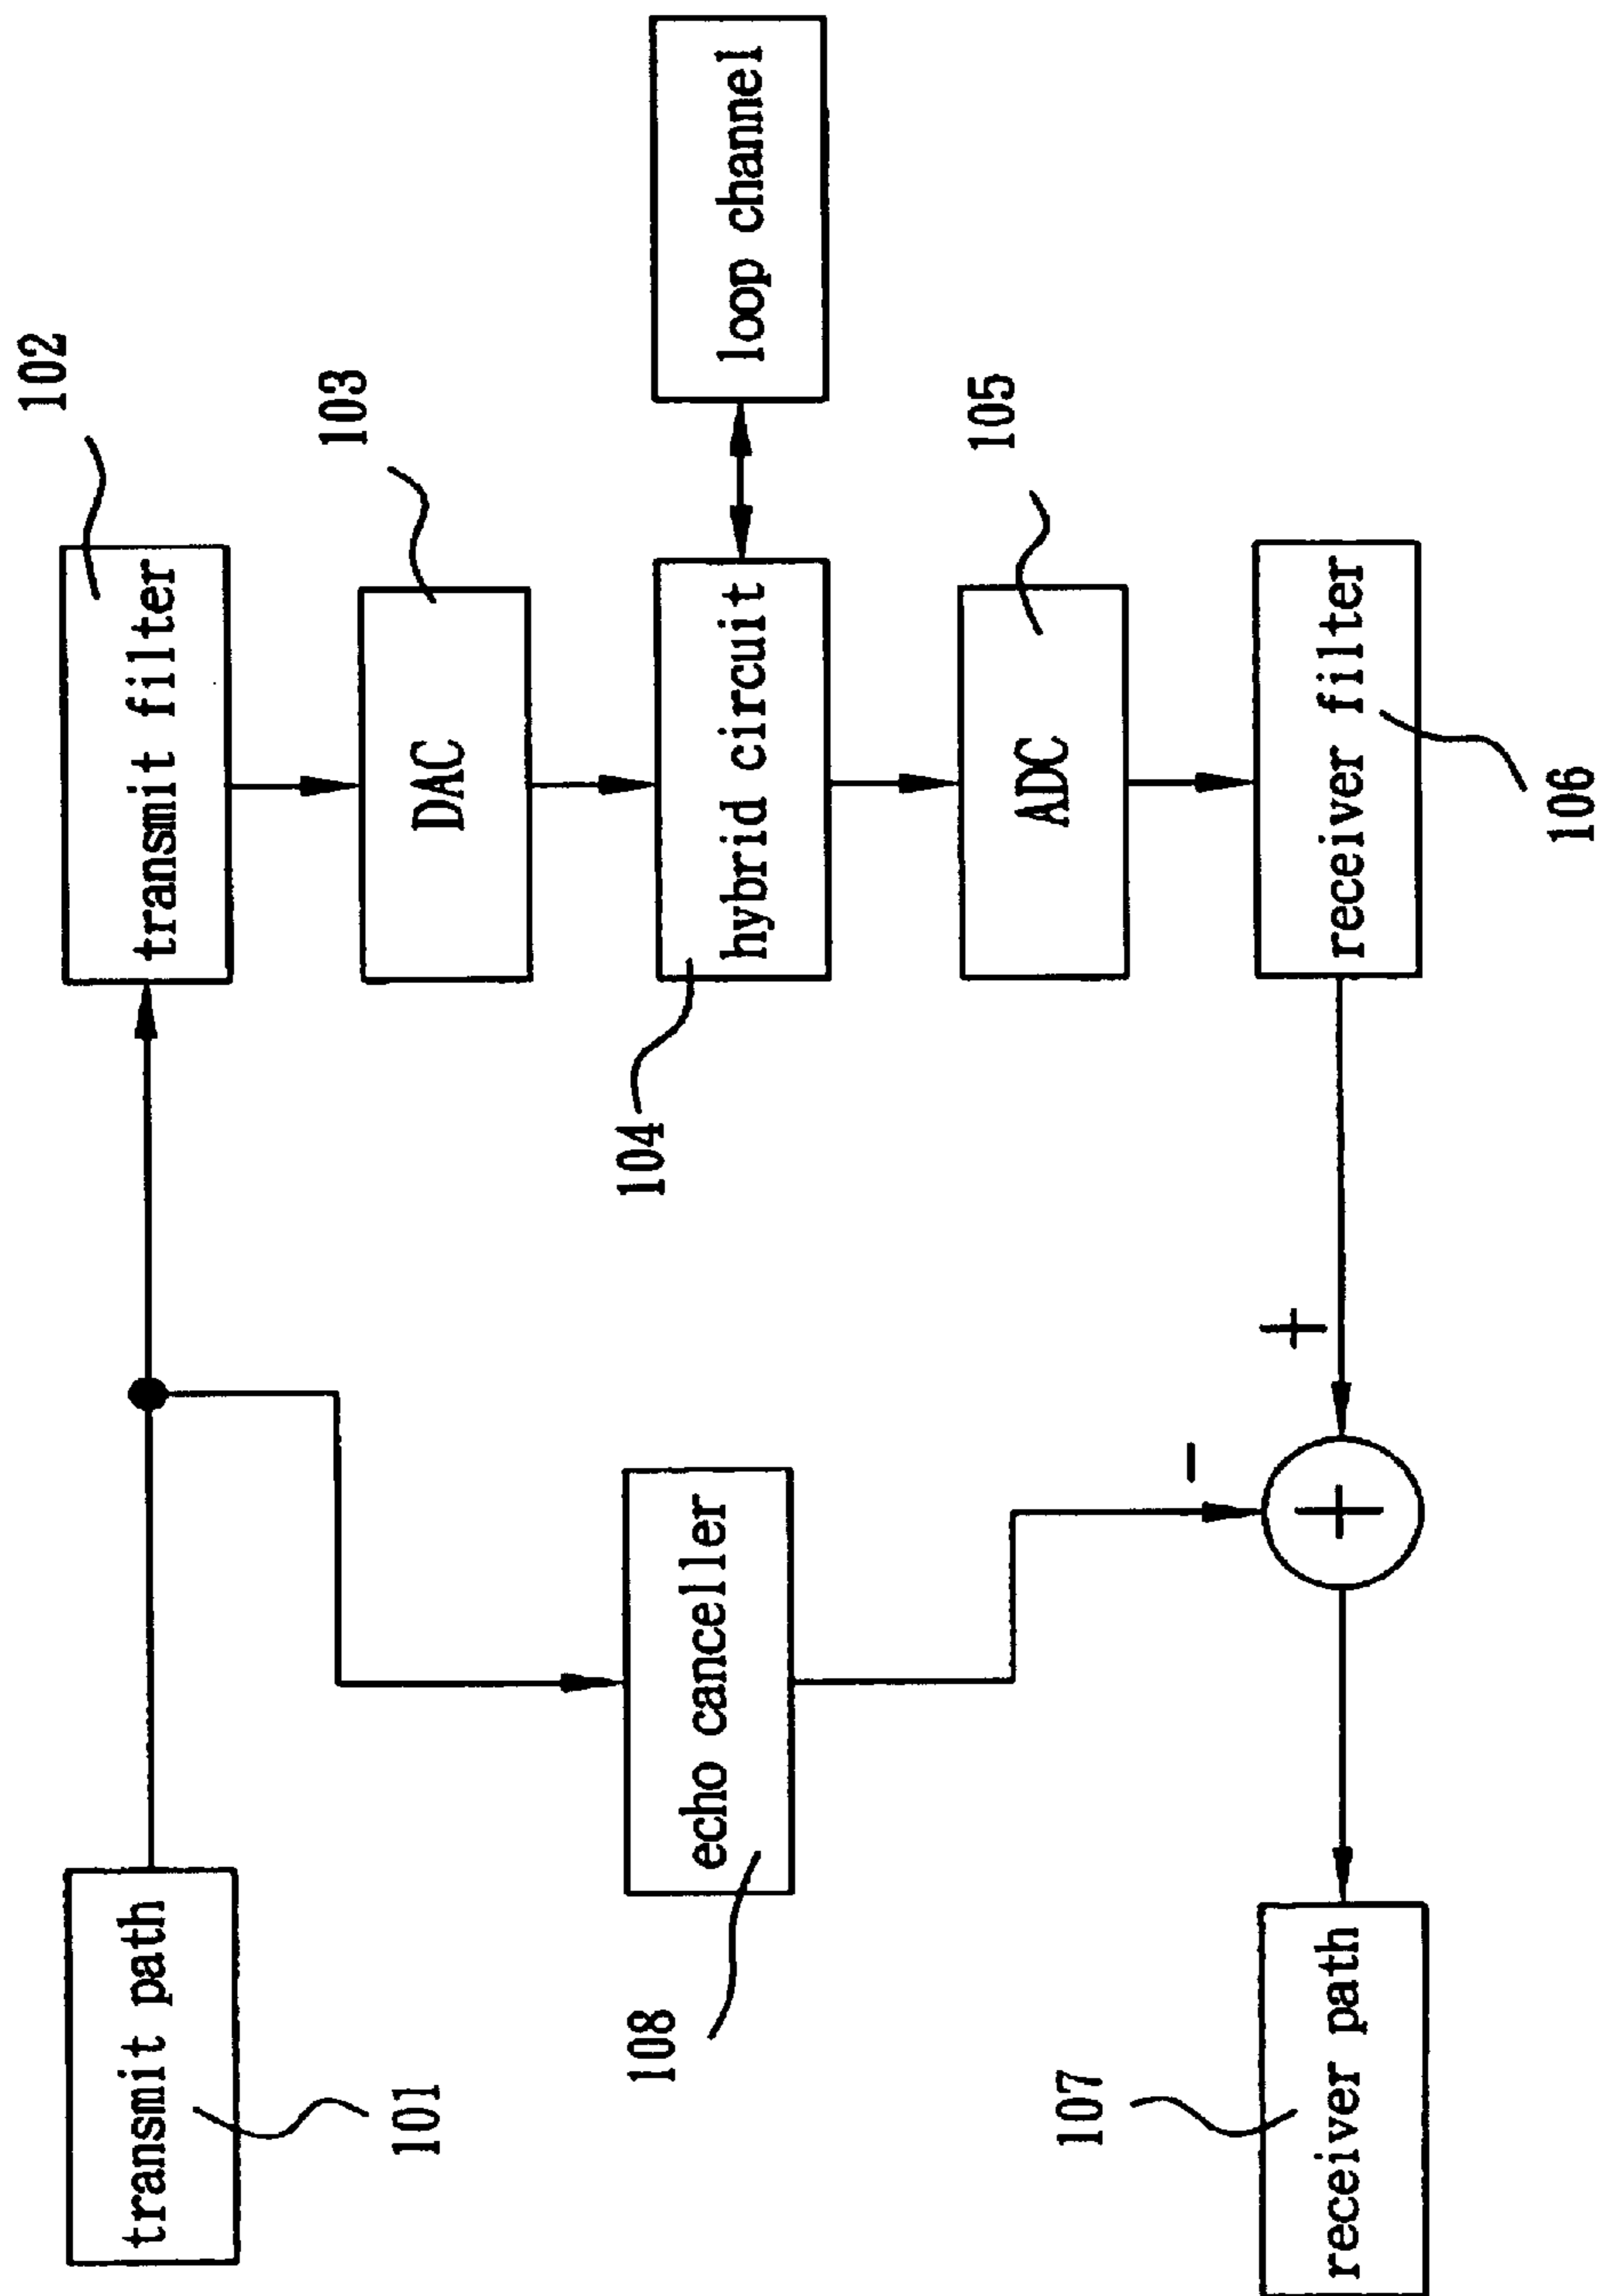 102
transmit filter
103
DAC
loop channel
hybrid circuit
104
105
ADC
receiver filter
106
+
-
+
echo canceller
108
transmit path
101
107
receiver path